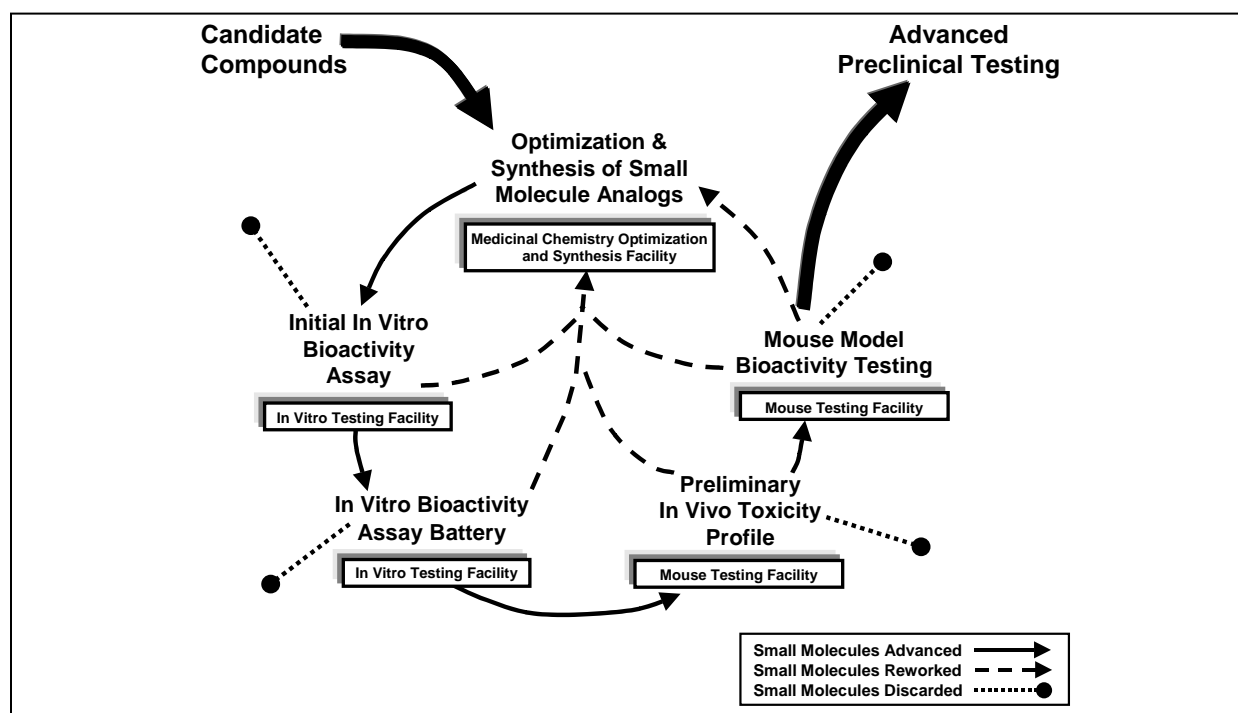 Candidate
Compounds
Advanced
Preclinical Testing
Optimization &
Synthesis of Small
Molecule Analogs
Medicinal Chemistry Optimization
and Synthesis Facility
Initial In Vitro
Bioactivity
Assay
In Vitro Testing Facility
Mouse Model
Bioactivity Testing
Mouse Testing Facility
In Vitro Bioactivity
Assay Battery
In Vitro Testing Facility
Preliminary
In Vivo Toxicity
Profile
Mouse Testing Facility
Small Molecules Advanced
Small Molecules Reworked
Small Molecules Discarded